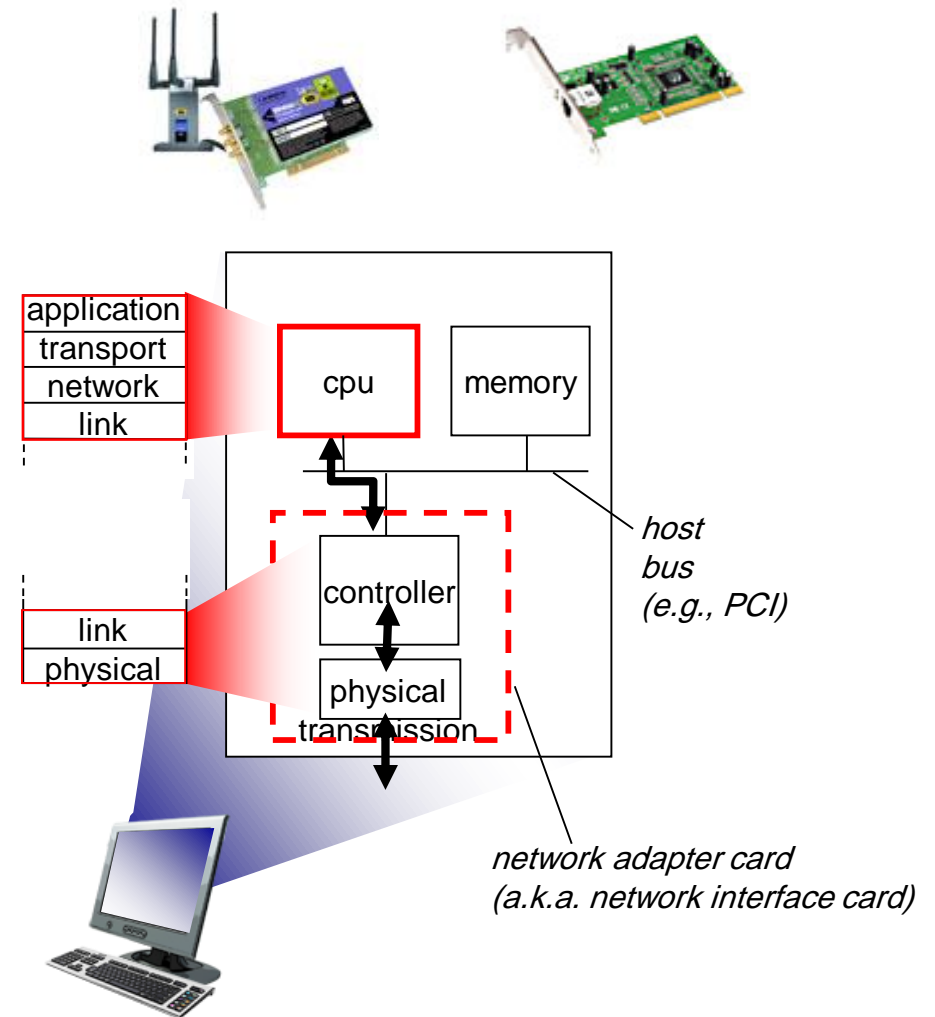 application
transport
network
link
cpu
memory
host
bus
(e.g., PCI)
controller
link
physical
physical
transmission
network adapter card
(a.k.a. network interface card)